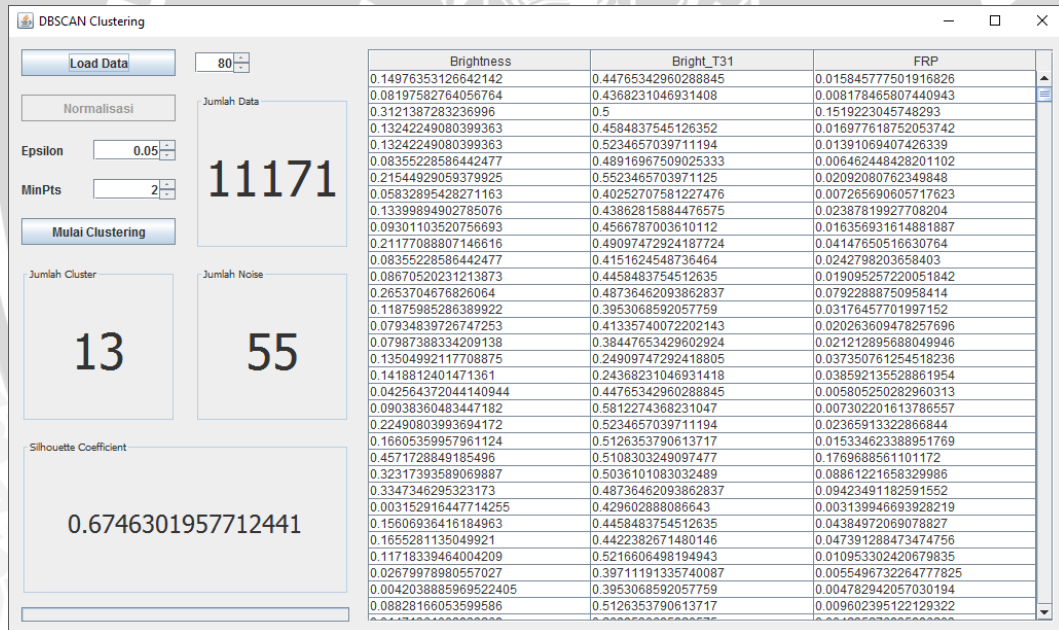 DBSCAN Clustering
Load Data
80
Normalisasi
Epsilon
0.05
MinPts
2
Mulai Clustering
Jumlah Data
11171
Jumlah Cluster
13
Jumlah Noise
55
Silhouette Coefficient
0.6746301957712441
Brightness Bright_T31 FRP
0.14976353126642142 0.44765342960288845 0.015845777501916826
0.08197582764056764 0.4368231046931408 0.008178465807440943
0.3121387283236996 0.5 0.1519223045748293
0.13242249080399363 0.4584837545126352 0.016977618752053742
0.13242249080399363 0.5234657039711194 0.01391069407426339
0.08355228586442477 0.48916967509025333 0.006462448428201102
0.21544929059379925 0.5523465703971125 0.02092080762349848
0.05832895428271163 0.40252707581227476 0.007265690605717623
0.13399894902785076 0.43862815884476575 0.02387819927708204
0.09301103520756693 0.4566787003610112 0.016356931614881887
0.21177088807146616 0.49097472924187724 0.04147650516630764
0.08355228586442477 0.4151624548736464 0.0242798203658403
0.08670520231213873 0.4458483754512635 0.019095257220051842
0.2653704676826064 0.48736462093862837 0.07922888750958414
0.11875985286389922 0.3953068592057759 0.03176457701997152
0.07934839726747253 0.41335740072202143 0.020263609478257696
0.07987388334209138 0.38447653429602924 0.021212895688049946
0.13504992117708875 0.24909747292418805 0.037350761254518236
0.1418812401471361 0.24368231046931418 0.038592135528861954
0.042564372044140944 0.44765342960288845 0.005805250282960313
0.09038360483447182 0.5812274368231047 0.007302201613786557
0.22490803993694172 0.5234657039711194 0.02365913322866844
0.16605359957961124 0.5126353790613717 0.015334623388951769
0.4571728849185496 0.5108303249097477 0.1769688561101172
0.32317393589069887 0.5036101083032489 0.08861221658329986
0.3347346295323173 0.48736462093862837 0.09423491182591552
0.003152916447714255 0.429602888086643 0.003139946693928219
0.15606936416184963 0.4458483754512635 0.04384972069078827
0.1655281135049921 0.4422382671480146 0.047391288473474756
0.11718339464004209 0.5216606498194943 0.010953302420679835
0.02679978980557027 0.39711191335740087 0.0055496732264777825
0.0042038885969522405 0.3953068592057759 0.004782942057030194
0.08828166053599586 0.5126353790613717 0.009602395122129322